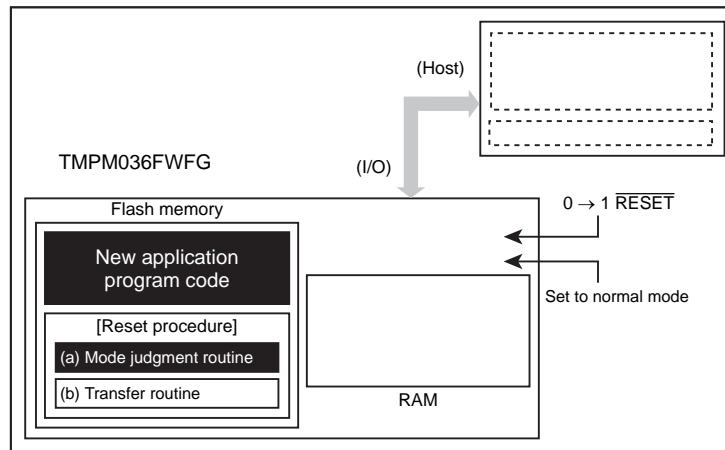 (Host)
TMPM036FWFG
(I/O)
0 → 1 RESET
Flash memory
New application
program code
Set to normal mode
[Reset procedure]
(a) Mode judgment routine
(b) Transfer routine
RAM